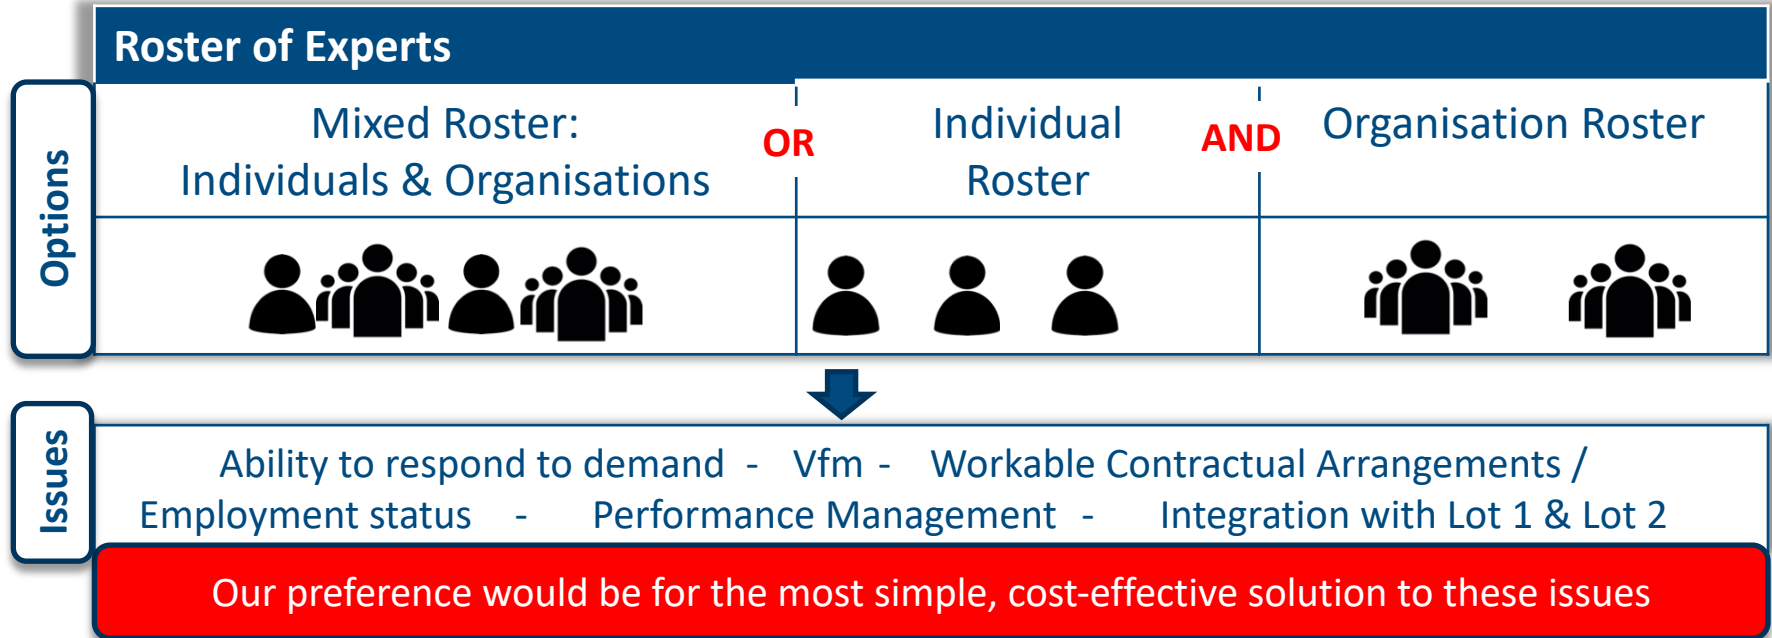 Roster of Experts
Options
Mixed Roster:
Individuals & Organisations
OR
Individual
Roster
AND
Organisation Roster
Issues
Ability to respond to demand - Vfm - Workable Contractual Arrangements /
Employment status - Performance Management - Integration with Lot 1 & Lot 2
Our preference would be for the most simple, cost-effective solution to these issues